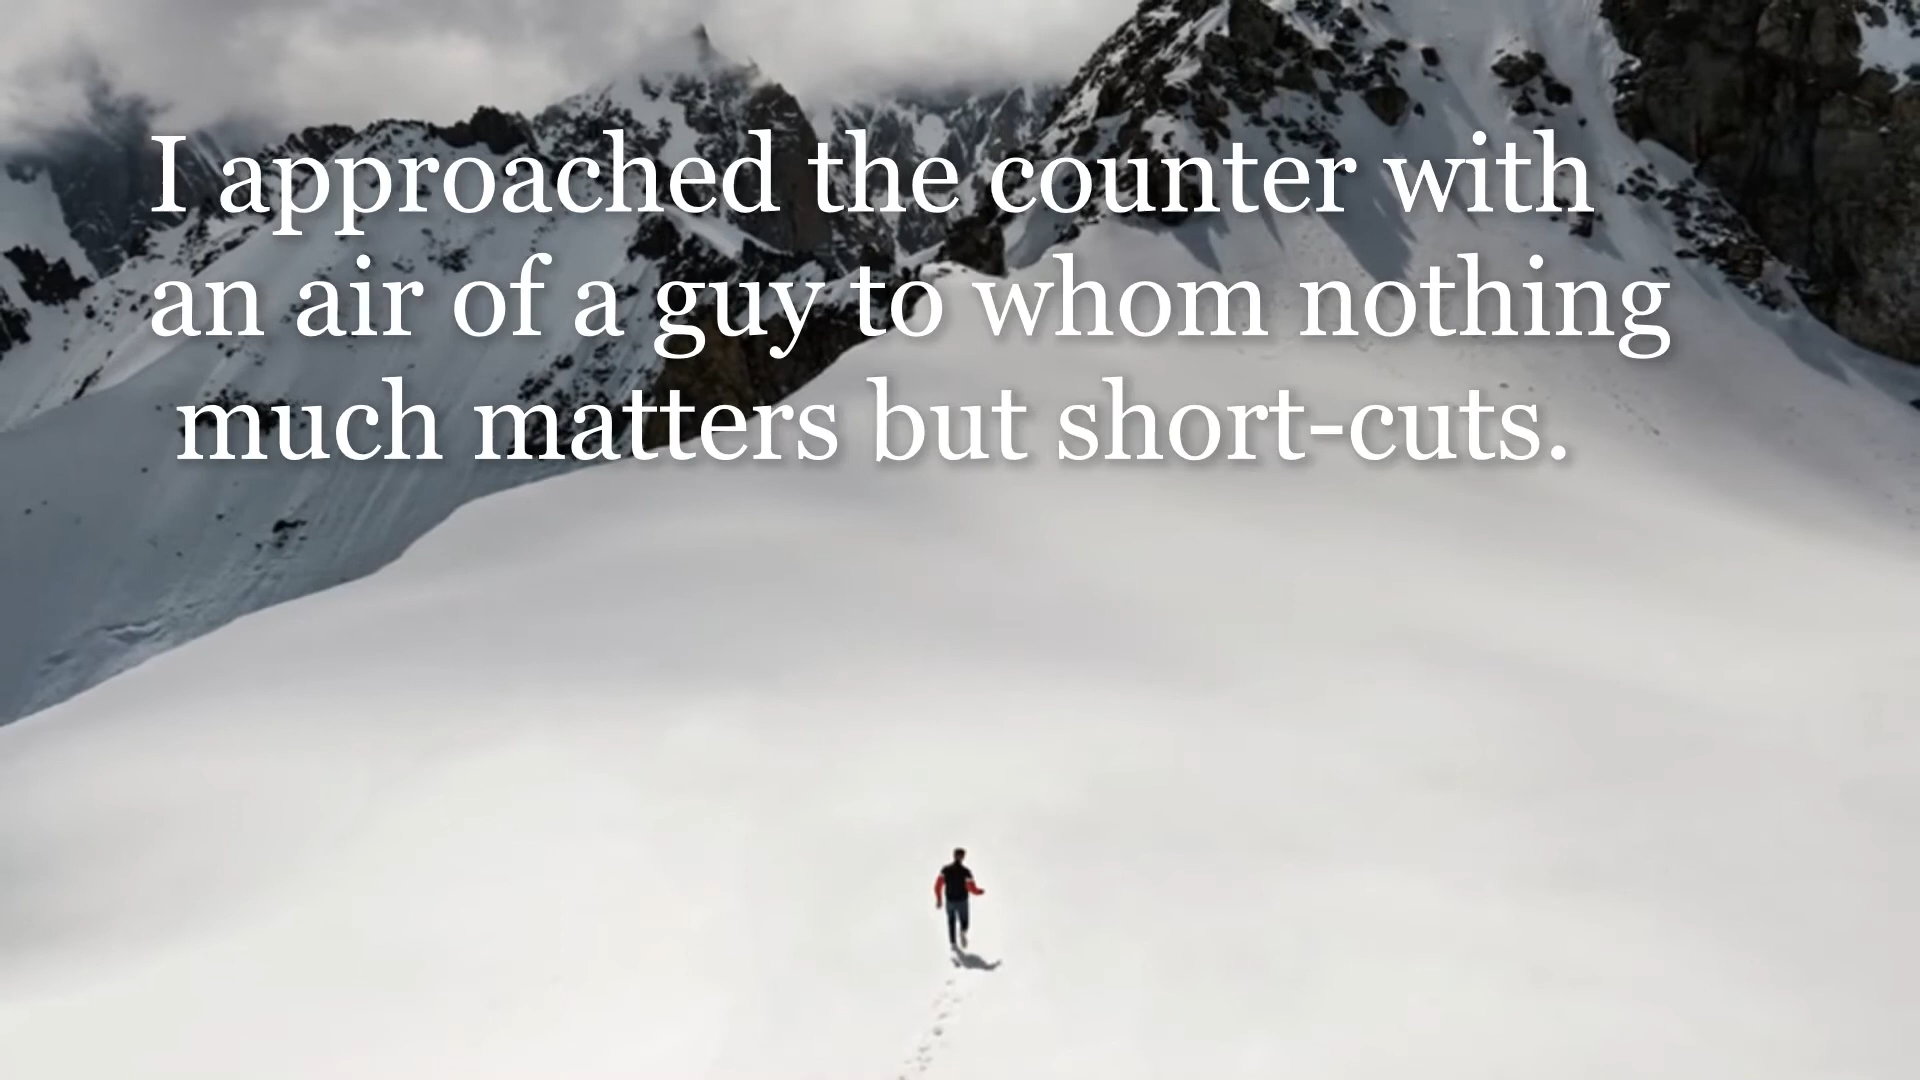 I approached the counter with
an air of a guy to whom nothing
much matters but short-cuts.